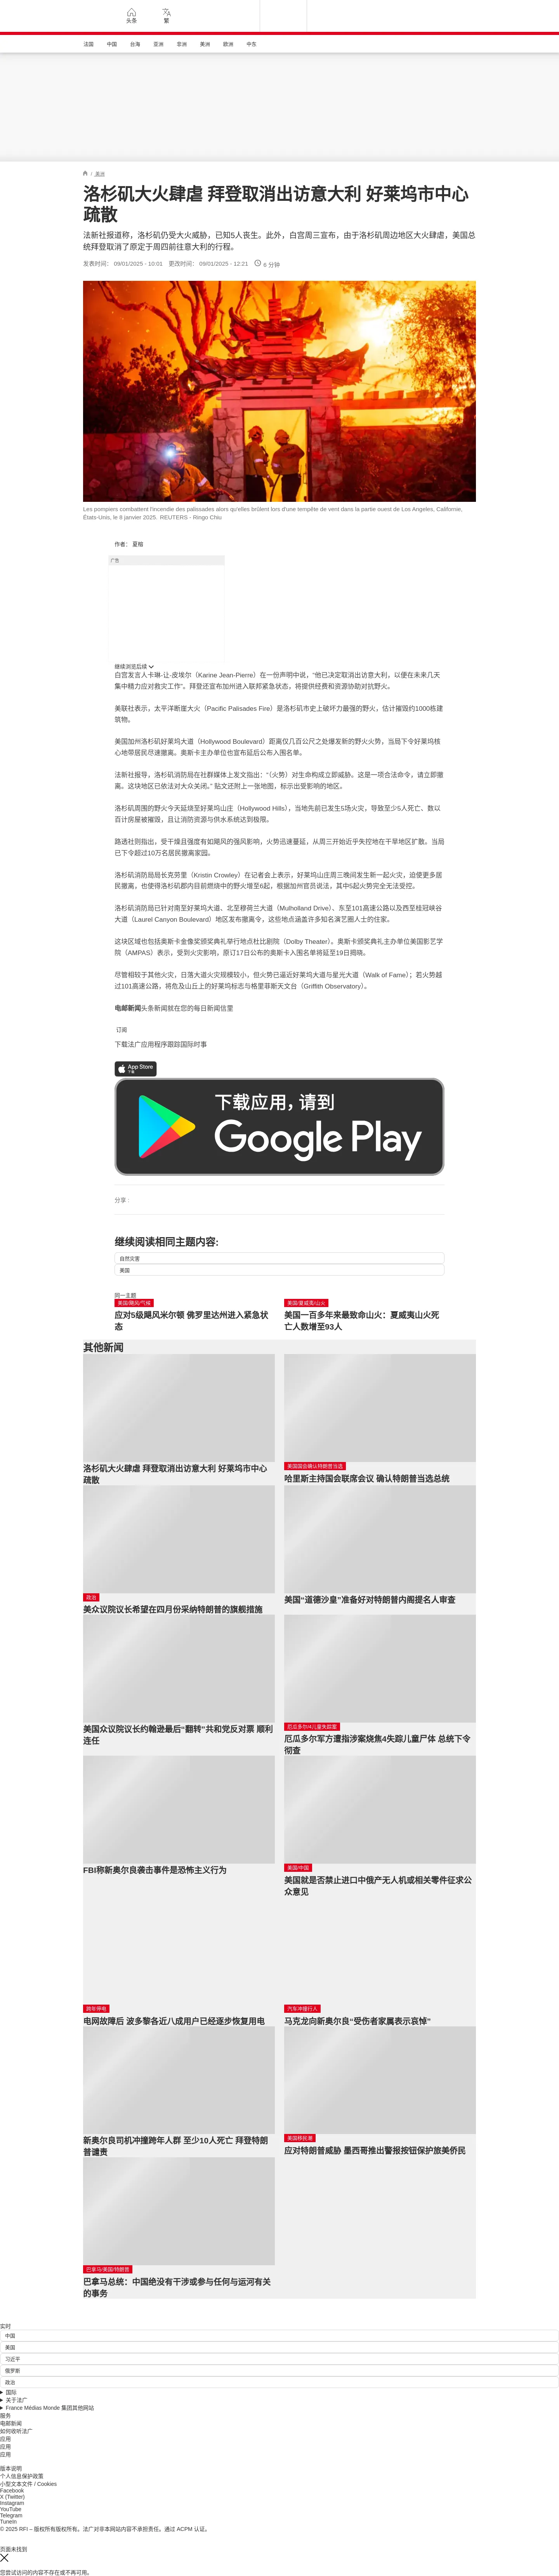 头条
繁
法国
中国
台海
亚洲
非洲
美洲
欧洲
中东
/ 美洲
洛杉矶大火肆虐 拜登取消出访意大利 好莱坞市中心
疏散
法新社报道称，洛杉矶仍受大火威胁，已知5人丧生。此外，白宫周三宣布，由于洛杉矶周边地区大火肆虐，美国总
统拜登取消了原定于周四前往意大利的行程。
发表时间： 09/01/2025 - 10:01 更改时间： 09/01/2025 - 12:21 6 分钟
Les pompiers combattent l'incendie des palissades alors qu'elles brûlent lors d'une tempête de vent dans la partie ouest de Los Angeles, Californie,
États-Unis, le 8 janvier 2025. REUTERS - Ringo Chiu
作者： 夏榕
广告
继续浏览后续
白宫发言人卡琳-让-皮埃尔（Karine Jean-Pierre）在一份声明中说，“他已决定取消出访意大利，以便在未来几天
集中精力应对救灾工作”。拜登还宣布加州进入联邦紧急状态，将提供经费和资源协助对抗野火。
美联社表示，太平洋断崖大火（Pacific Palisades Fire）是洛杉矶市史上破坏力最强的野火，估计摧毁约1000栋建
筑物。
美国加州洛杉矶好莱坞大道（Hollywood Boulevard）距离仅几百公尺之处爆发新的野火火势，当局下令好莱坞核
心地带居民尽速撤离。奥斯卡主办单位也宣布延后公布入围名单。
法新社报导，洛杉矶消防局在社群媒体上发文指出：“（火势）对生命构成立即威胁。这是一项合法命令，请立即撤
离。这块地区已依法对大众关闭。” 贴文还附上一张地图，标示出受影响的地区。
洛杉矶周围的野火今天延烧至好莱坞山庄（Hollywood Hills），当地先前已发生5场火灾，导致至少5人死亡、数以
百计房屋被摧毁，且让消防资源与供水系统达到极限。
路透社则指出，受干燥且强度有如飓风的强风影响，火势迅速蔓延，从周三开始近乎失控地在干旱地区扩散。当局
已下令超过10万名居民撤离家园。
洛杉矶消防局局长克劳里（Kristin Crowley）在记者会上表示，好莱坞山庄周三晚间发生新一起火灾，迫使更多居
民撤离，也使得洛杉矶郡内目前燃烧中的野火增至6起，根据加州官员说法，其中5起火势完全无法受控。
洛杉矶消防局已针对南至好莱坞大道、北至穆荷兰大道（Mulholland Drive）、东至101高速公路以及西至桂冠峡谷
大道（Laurel Canyon Boulevard）地区发布撤离令，这些地点涵盖许多知名演艺圈人士的住家。
这块区域也包括奥斯卡金像奖颁奖典礼举行地点杜比剧院（Dolby Theater）。奥斯卡颁奖典礼主办单位美国影艺学
院（AMPAS）表示，受到火灾影响，原订17日公布的奥斯卡入围名单将延至19日揭晓。
尽管相较于其他火灾，日落大道火灾规模较小，但火势已逼近好莱坞大道与星光大道（Walk of Fame）；若火势越
过101高速公路，将危及山丘上的好莱坞标志与格里菲斯天文台（Griffith Observatory）。
电邮新闻头条新闻就在您的每日新闻信里
订阅
下载法广应用程序跟踪国际时事
App Store
下载
下载应用，请到
Google Play
分享 :
继续阅读相同主题内容:
自然灾害
美国
同一主题
美国/飓风/气候
应对5级飓风米尔顿 佛罗里达州进入紧急状
态
美国/夏威夷/山火
美国一百多年来最致命山火：夏威夷山火死
亡人数增至93人
其他新闻
洛杉矶大火肆虐 拜登取消出访意大利 好莱坞市中心
疏散
美国国会确认特朗普当选
哈里斯主持国会联席会议 确认特朗普当选总统
政治
美众议院议长希望在四月份采纳特朗普的旗舰措施
美国“道德沙皇”准备好对特朗普内阁提名人审查
美国众议院议长约翰逊最后“翻转”共和党反对票 顺利
连任
厄瓜多尔/4儿童失踪案
厄瓜多尔军方遭指涉案烧焦4失踪儿童尸体 总统下令
彻查
FBI称新奥尔良袭击事件是恐怖主义行为
美国/中国
美国就是否禁止进口中俄产无人机或相关零件征求公
众意见
跨年停电
电网故障后 波多黎各近八成用户已经逐步恢复用电
汽车冲撞行人
马克龙向新奥尔良“受伤者家属表示哀悼”
新奥尔良司机冲撞跨年人群 至少10人死亡 拜登特朗
普谴责
美国移民潮
应对特朗普威胁 墨西哥推出警报按钮保护旅美侨民
巴拿马/美国/特朗普
巴拿马总统：中国绝没有干涉或参与任何与运河有关
的事务
实时
中国
美国
习近平
俄罗斯
政治
国际
关于法广
France Médias Monde 集团其他网站
服务
电邮新闻
如何收听法广
应用
应用
应用
版本说明
个人信息保护政策
小型文本文件 / Cookies
Facebook
X (Twitter)
Instagram
YouTube
Telegram
TuneIn
© 2025 RFI – 版权所有版权所有。法广对非本网站内容不承担责任。通过 ACPM 认证。
页面未找到
您尝试访问的内容不存在或不再可用。